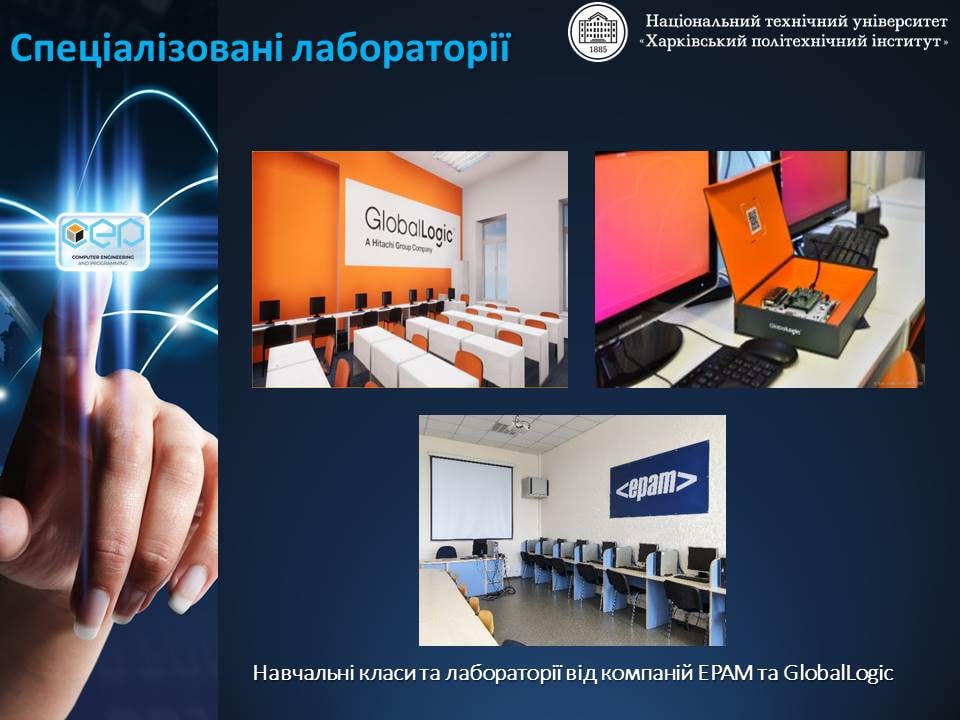 Спеціалізовані лабораторії
1885
Національний технічний університет
«Харківський політехнічний інститут»
cep
COMPUTER ENGINEERING
AND PROGRAMMING
GlobalLogic
A Hitachi Group Company
GlobalLogic
<epam>
Навчальні класи та лабораторії від компаній EPAM та GlobalLogic